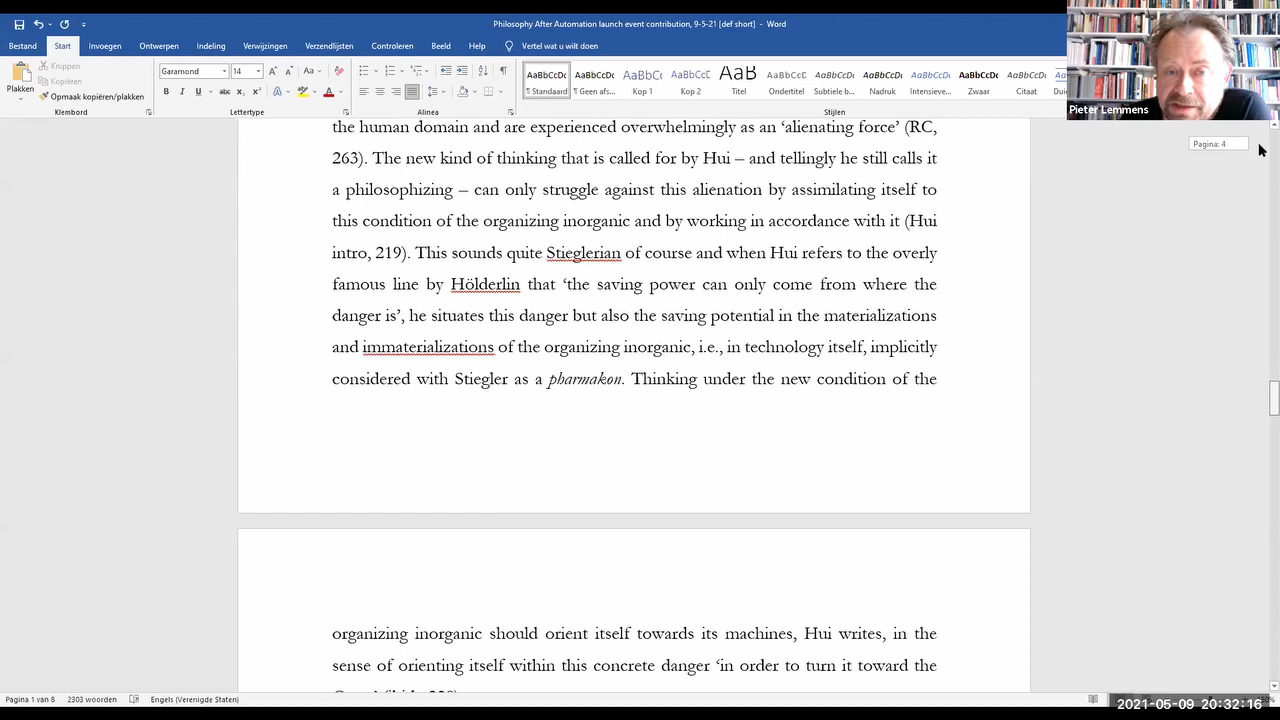 Philosophy After Automation launch event contribution, 9-5-21 [def short] - Word
Bestand Start Invoegen Ontwerpen Indeling Verwijzingen Verzendlijsten Controleren Beeld Help Vertel wat u wilt doen
Knippen
Kopiëren
Opmaak kopiëren/plakken
Plakken
Garamond 14
AaBbCcDc AaBbCcDc AaBbCc AaBbCcC AaB AaBbCcC AaBbCcDc AaBbCcDc AaBbCcDc AaBbCcDc AaBbCcDc
¶ Standaard ¶ Geen afs... Kop 1 Kop 2 Titel Ondertitel Subtiele b... Nadruk Intensieve... Zwaar Citaat
Klembord Lettertype Alinea Stijlen
Pieter Lemmens
Pagina: 4
the human domain and are experienced overwhelmingly as an ‘alienating force’ (RC,
263). The new kind of thinking that is called for by Hui – and tellingly he still calls it
a philosophizing – can only struggle against this alienation by assimilating itself to
this condition of the organizing inorganic and by working in accordance with it (Hui
intro, 219). This sounds quite Stieglerian of course and when Hui refers to the overly
famous line by Hölderlin that ‘the saving power can only come from where the
danger is’, he situates this danger but also the saving potential in the materializations
and immaterializations of the organizing inorganic, i.e., in technology itself, implicitly
considered with Stiegler as a pharmakon. Thinking under the new condition of the
organizing inorganic should orient itself towards its machines, Hui writes, in the
sense of orienting itself within this concrete danger ‘in order to turn it toward the
Pagina 1 van 8 2303 woorden Engels (Verenigde Staten)
2021-05-09 20:32:16